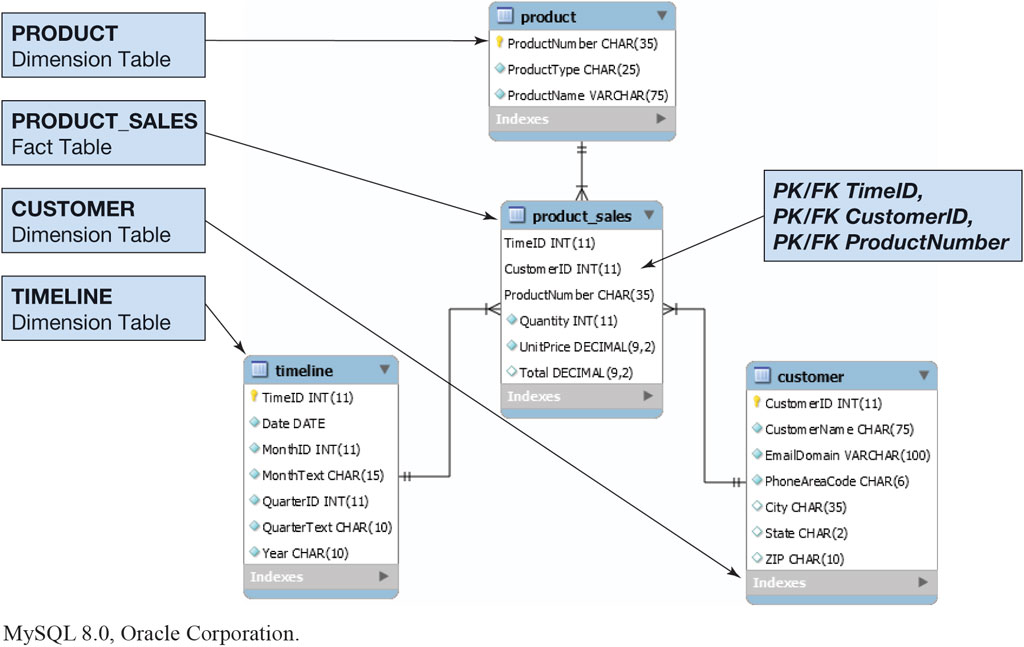 PRODUCT
Dimension Table
PRODUCT_SALES
Fact Table
CUSTOMER
Dimension Table
TIMELINE
Dimension Table
product
ProductNumber CHAR(35)
ProductType CHAR(25)
ProductName VARCHAR(75)
Indexes
product_sales
TimeID INT(11)
CustomerID INT(11)
ProductNumber CHAR(35)
Quantity INT(11)
UnitPrice DECIMAL(9,2)
Total DECIMAL(9,2)
Indexes
PK/FK TimeID,
PK/FK CustomerID,
PK/FK ProductNumber
timeline
TimeID INT(11)
Date DATE
MonthID INT(11)
MonthText CHAR(15)
QuarterID INT(11)
QuarterText CHAR(10)
Year CHAR(10)
Indexes
customer
CustomerID INT(11)
CustomerName CHAR(75)
EmailDomain VARCHAR(100)
PhoneAreaCode CHAR(6)
City CHAR(35)
State CHAR(2)
ZIP CHAR(10)
Indexes
MySQL 8.0, Oracle Corporation.